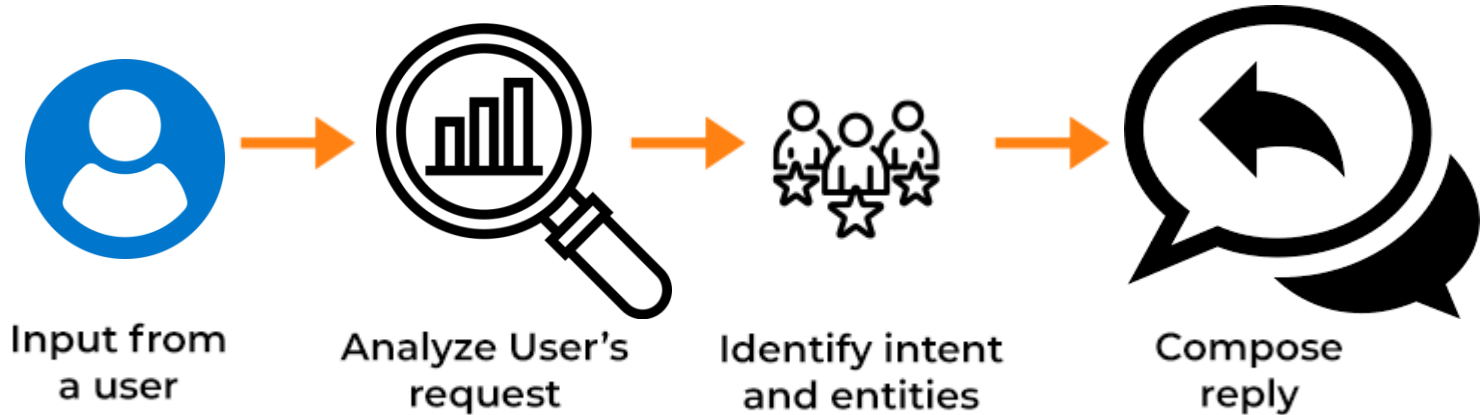 Input from
a user
Analyze User's
request
Identify intent
and entities
Compose
reply